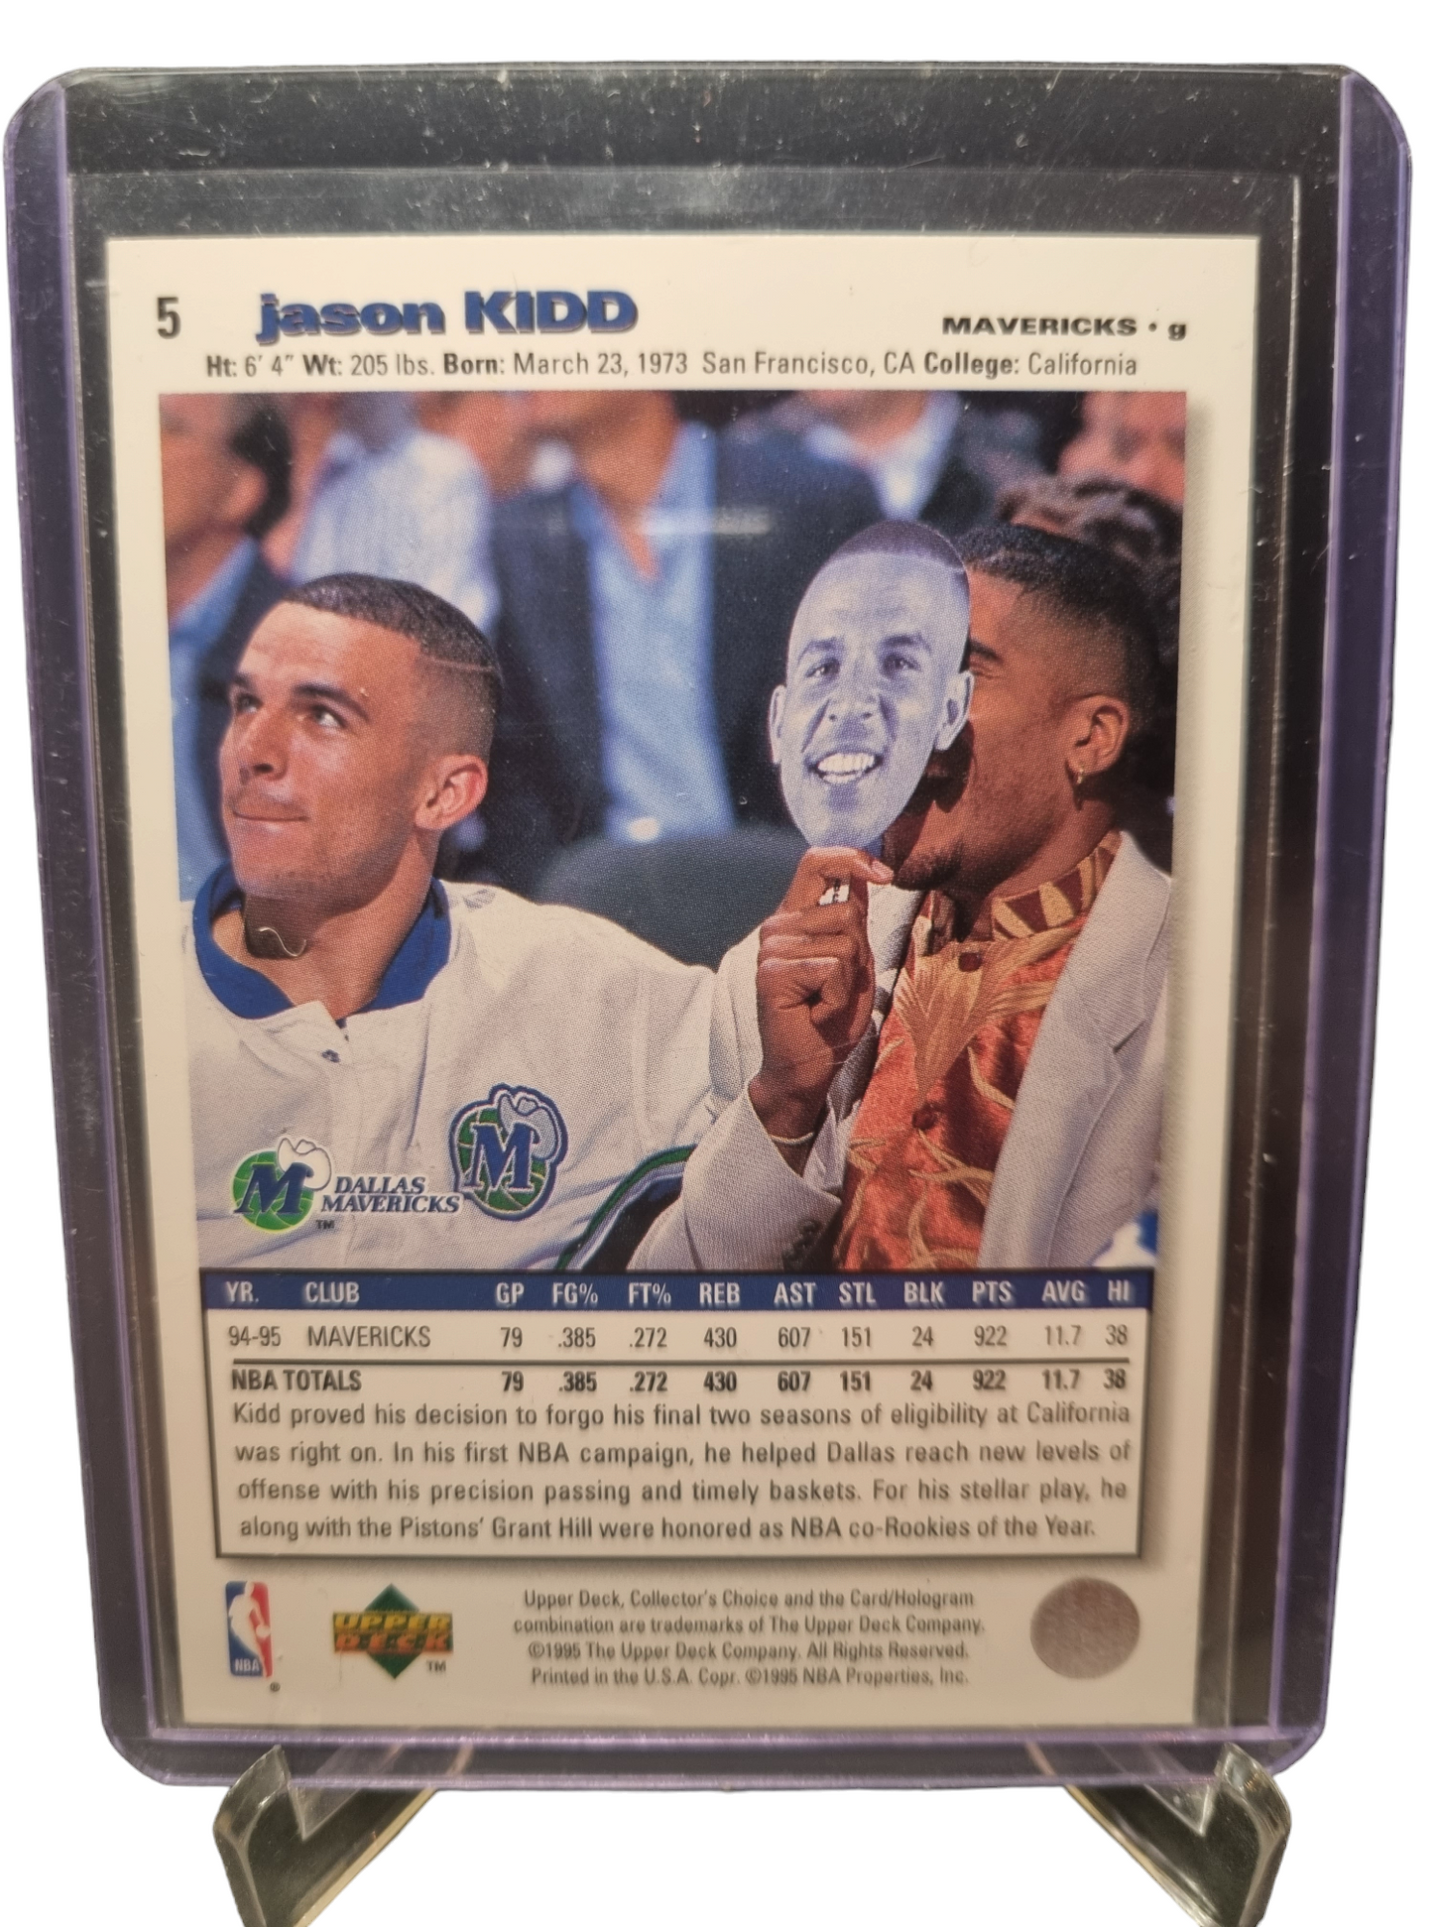 5 jason KIDD MAVERICKS • g
Ht: 6' 4" Wt: 205 lbs. Born: March 23, 1973 San Francisco, CA College: California
M
M DALLAS
MAVERICKS
TM
YR. CLUB GP FG% FT% REB AST STL BLK PTS AVG HI
94-95 MAVERICKS 79 .385 .272 430 607 151 24 922 11.7 38
NBA TOTALS 79 .385 .272 430 607 151 24 922 11.7 38
Kidd proved his decision to forgo his final two seasons of eligibility at California
was right on. In his first NBA campaign, he helped Dallas reach new levels of
offense with his precision passing and timely baskets. For his stellar play, he
along with the Pistons' Grant Hill were honored as NBA co-Rookies of the Year.
NBA ®
UPPER
DECK TM
Upper Deck, Collector's Choice and the Card/Hologram
combination are trademarks of The Upper Deck Company.
©1995 The Upper Deck Company. All Rights Reserved.
Printed in the U.S.A. Copr. ©1995 NBA Properties, Inc.